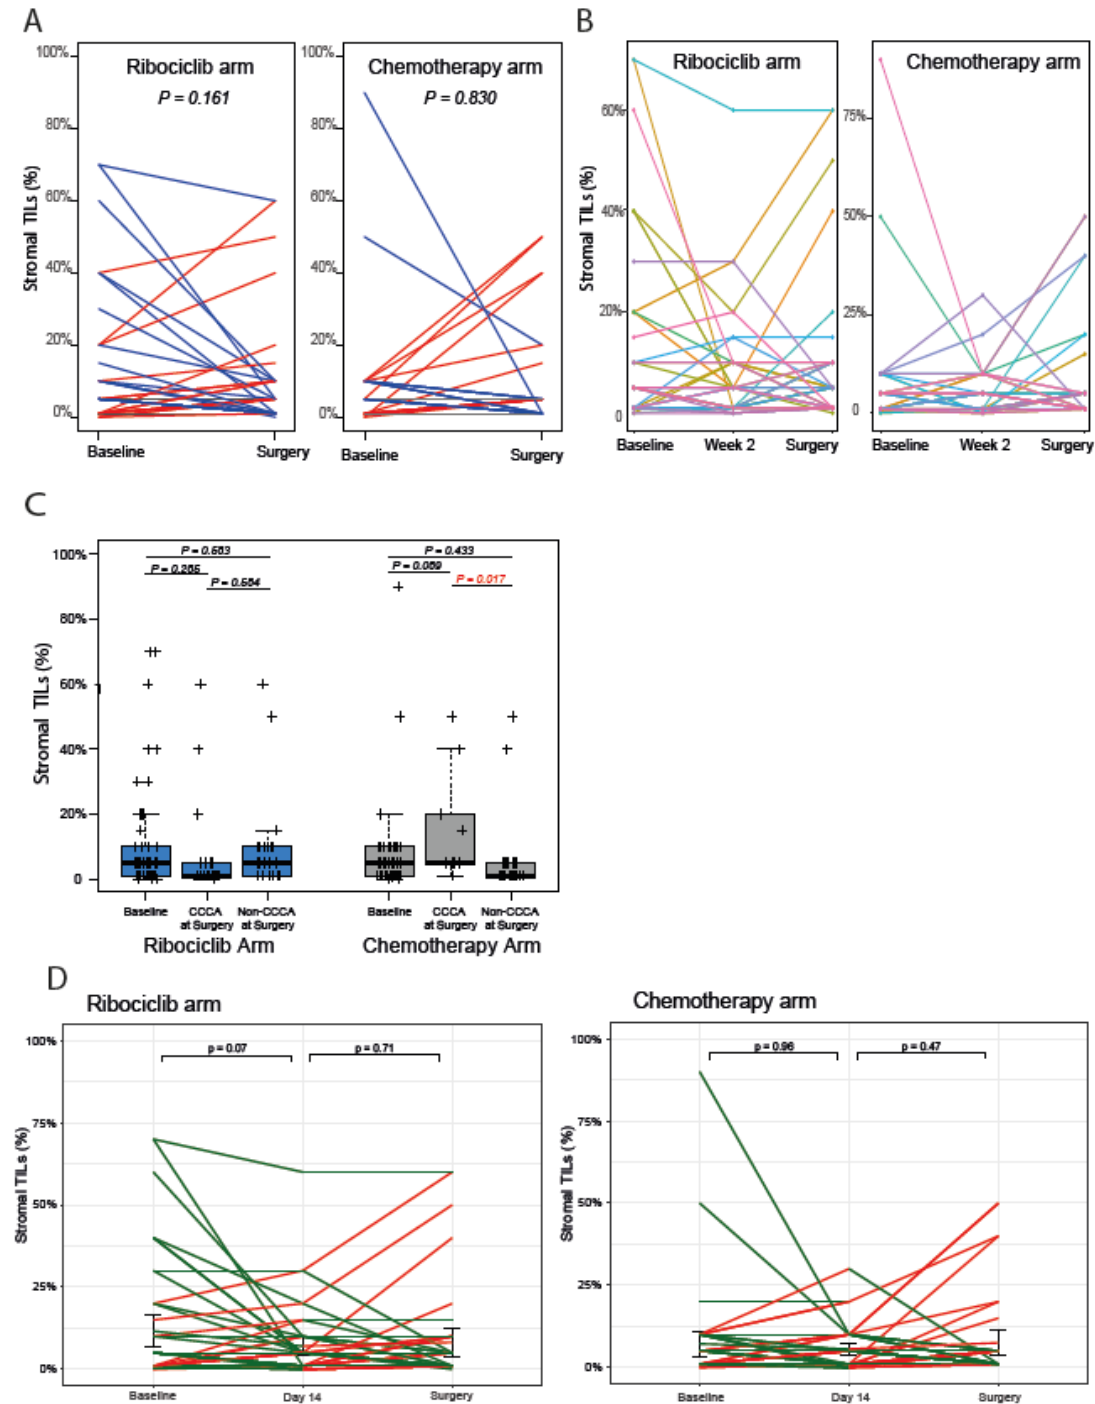 A
Ribociclib arm
P = 0.161
Chemotherapy arm
P = 0.830
Stromal TILs (%)
100%
80%
60%
40%
20%
0%
100%
80%
60%
40%
20%
0%
Baseline
Surgery
Baseline
Surgery
B
Ribociclib arm
Chemotherapy arm
Stromal TILs (%)
60%
40%
20%
0
75%
50%
25%
0
Baseline
Week 2
Surgery
Baseline
Week 2
Surgery
C
Stromal TILs (%)
100%
80%
60%
40%
20%
0
P = 0.563
P = 0.265
P = 0.564
P = 0.433
P = 0.069
P = 0.017
Baseline
CCCA
at Surgery
Non-CCCA
at Surgery
Baseline
CCCA
at Surgery
Non-CCCA
at Surgery
Ribociclib Arm
Chemotherapy Arm
D
Ribociclib arm
Stromal TILs (%)
100%
75%
50%
25%
0%
p = 0.07
p = 0.71
Baseline
Day 14
Surgery
Chemotherapy arm
Stromal TILs (%)
100%
75%
50%
25%
0%
p = 0.96
p = 0.47
Baseline
Day 14
Surgery